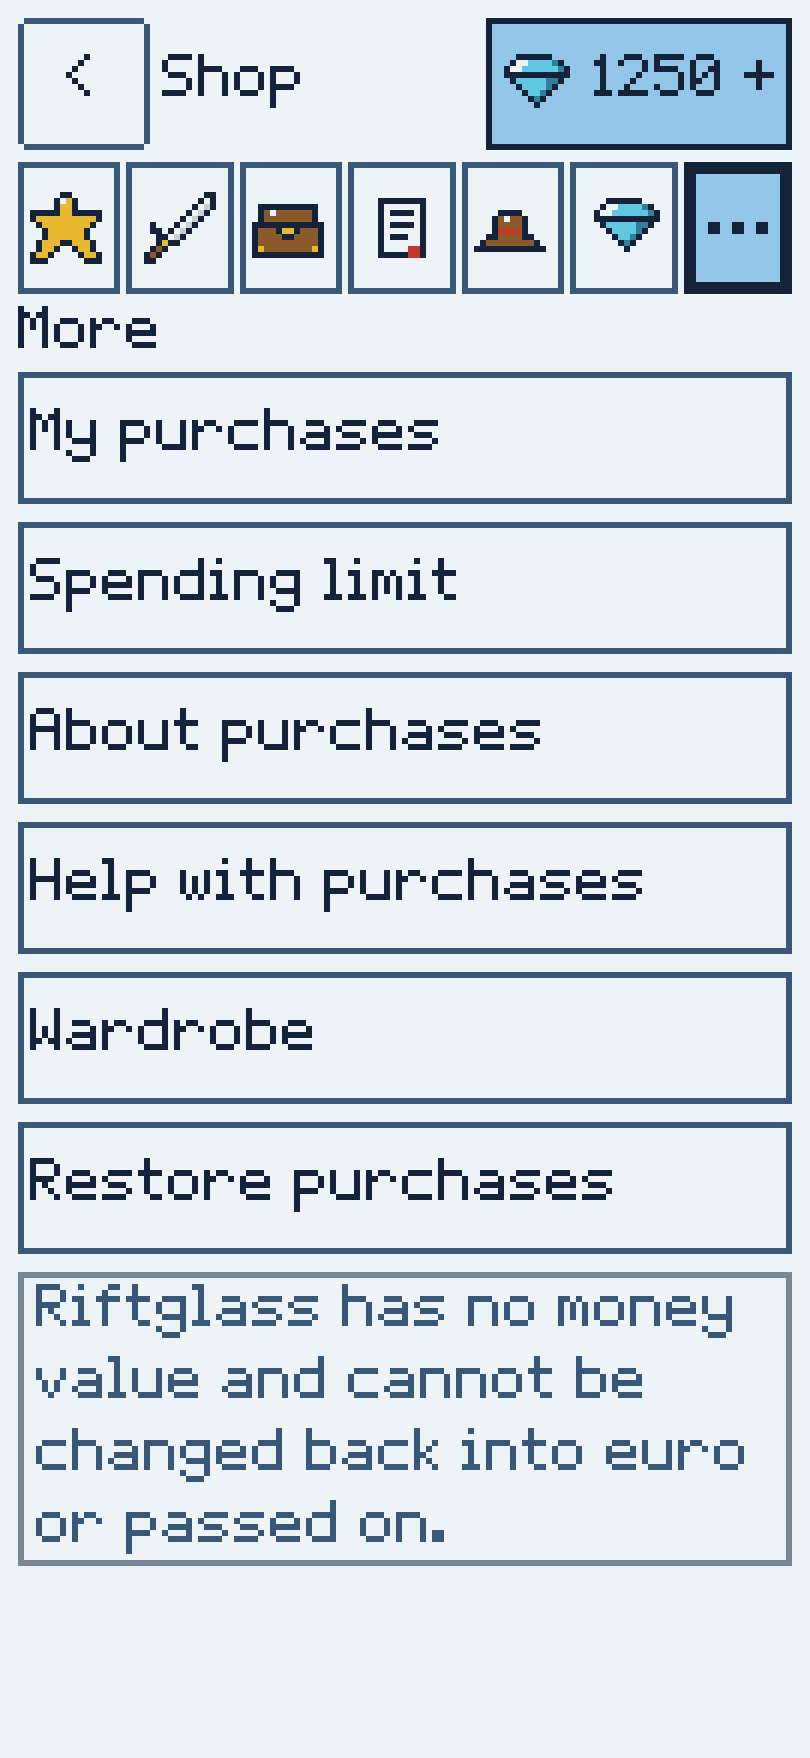 Shop
1250 +
More
My purchases
Spending limit
About purchases
Help with purchases
Wardrobe
Restore purchases
Riftglass has no money
value and cannot be
changed back into euro
or passed on.